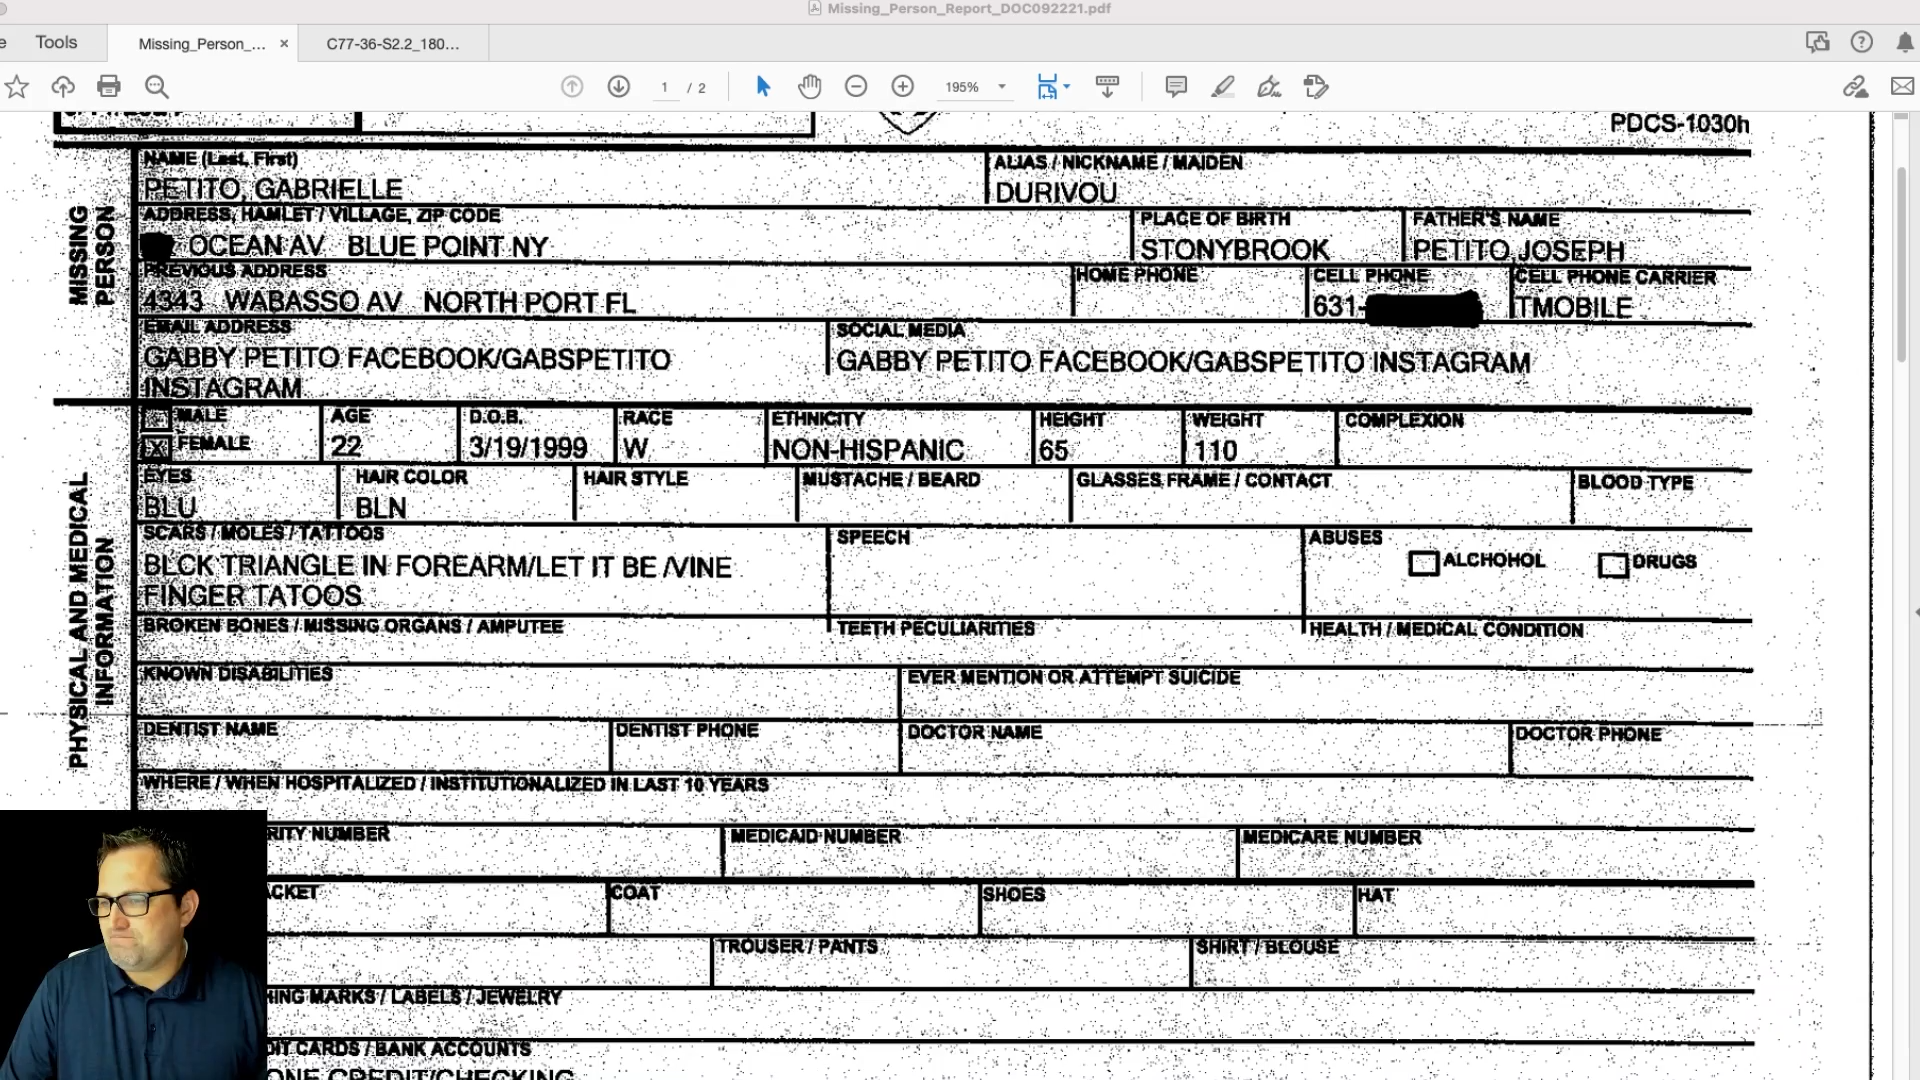 Missing_Person_Report_DOC092221.pdf
Tools
Missing_Person_...
C77-36-S2.2_180...
1 / 2
195%
PDCS-1030h
MISSING PERSON
NAME (Last, First)
ALIAS / NICKNAME / MAIDEN
PETITO, GABRIELLE
DURIVOU
ADDRESS, HAMLET / VILLAGE, ZIP CODE
PLACE OF BIRTH
FATHER'S NAME
OCEAN AV BLUE POINT NY
STONYBROOK
PETITO,JOSEPH
PREVIOUS ADDRESS
HOME PHONE
CELL PHONE
CELL PHONE CARRIER
4343 WABASSO AV NORTH PORT FL
631-
TMOBILE
EMAIL ADDRESS
SOCIAL MEDIA
GABBY PETITO FACEBOOK/GABSPETITO
INSTAGRAM
GABBY PETITO FACEBOOK/GABSPETITO INSTAGRAM
PHYSICAL AND MEDICAL INFORMATION
MALE
X FEMALE
AGE
22
D.O.B.
3/19/1999
RACE
W
ETHNICITY
NON-HISPANIC
HEIGHT
65
WEIGHT
110
COMPLEXION
EYES
BLU
HAIR COLOR
BLN
HAIR STYLE
MUSTACHE / BEARD
GLASSES FRAME / CONTACT
BLOOD TYPE
SCARS / MOLES / TATTOOS
BLCK TRIANGLE IN FOREARM/LET IT BE /VINE
FINGER TATOOS
SPEECH
ABUSES
ALCHOHOL
DRUGS
BROKEN BONES / MISSING ORGANS / AMPUTEE
TEETH PECULIARITIES
HEALTH / MEDICAL CONDITION
KNOWN DISABILITIES
EVER MENTION OR ATTEMPT SUICIDE
DENTIST NAME
DENTIST PHONE
DOCTOR NAME
DOCTOR PHONE
WHERE / WHEN HOSPITALIZED / INSTITUTIONALIZED IN LAST 10 YEARS
RITY NUMBER
MEDICAID NUMBER
MEDICARE NUMBER
ACKET
COAT
SHOES
HAT
TROUSER / PANTS
SHIRT / BLOUSE
HING MARKS / LABELS / JEWELRY
DIT CARDS / BANK ACCOUNTS
ONE CREDIT/CHECKING